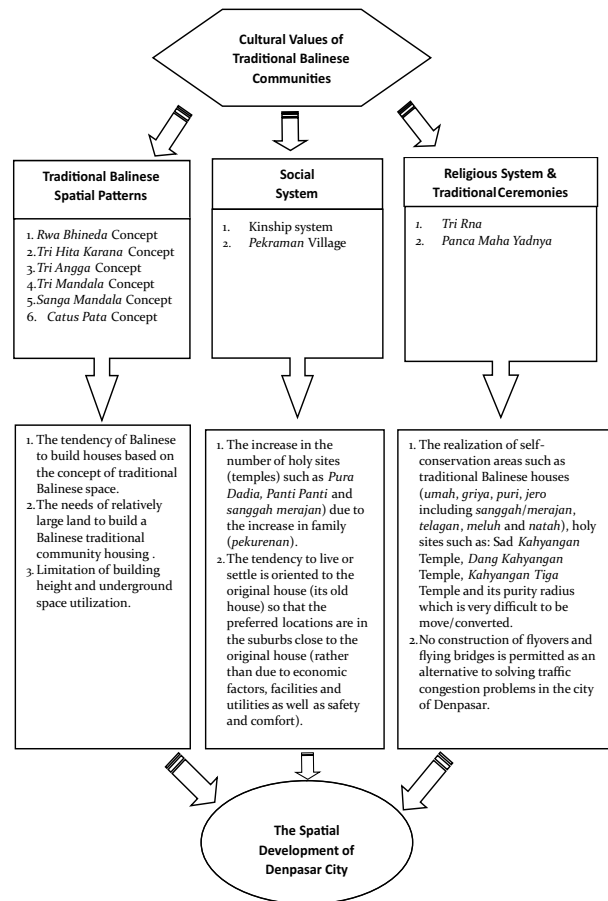 Cultural Values of
Traditional Balinese
Communities
Traditional Balinese
Spatial Patterns
1. Rwa Bhineda Concept
2.Tri Hita Karana Concept
3.Tri Angga Concept
4.Tri Mandala Concept
5.Sanga Mandala Concept
6. Catus Pata Concept
Social
System
1. Kinship system
2. Pekraman Village
Religious System &
Traditional Ceremonies
1. Tri Rna
2. Panca Maha Yadnya
1. The tendency of Balinese
to build houses based on
the concept of traditional
Balinese space.
2.The needs of relatively
large land to build a
Balinese traditional
community housing .
3. Limitation of building
height and underground
space utilization.
1. The increase in the
number of holy sites
(temples) such as Pura
Dadia, Panti Panti and
sanggah merajan) due to
the increase in family
(pekurenan).
2.The tendency to live or
settle is oriented to the
original house (its old
house) so that the
preferred locations are in
the suburbs close to the
original house (rather
than due to economic
factors, facilities and
utilities as well as safety
and comfort).
1. The realization of self-
conservation areas such as
traditional Balinese houses
(umah, griya, puri, jero
including sanggah/merajan,
telagan, meluh and natah), holy
sites such as: Sad Kahyangan
Temple, Dang Kahyangan
Temple, Kahyangan Tiga
Temple and its purity radius
which is very difficult to be
move/converted.
2.No construction of flyovers and
flying bridges is permitted as an
alternative to solving traffic
congestion problems in the city
of Denpasar.
The Spatial
Development of
Denpasar City